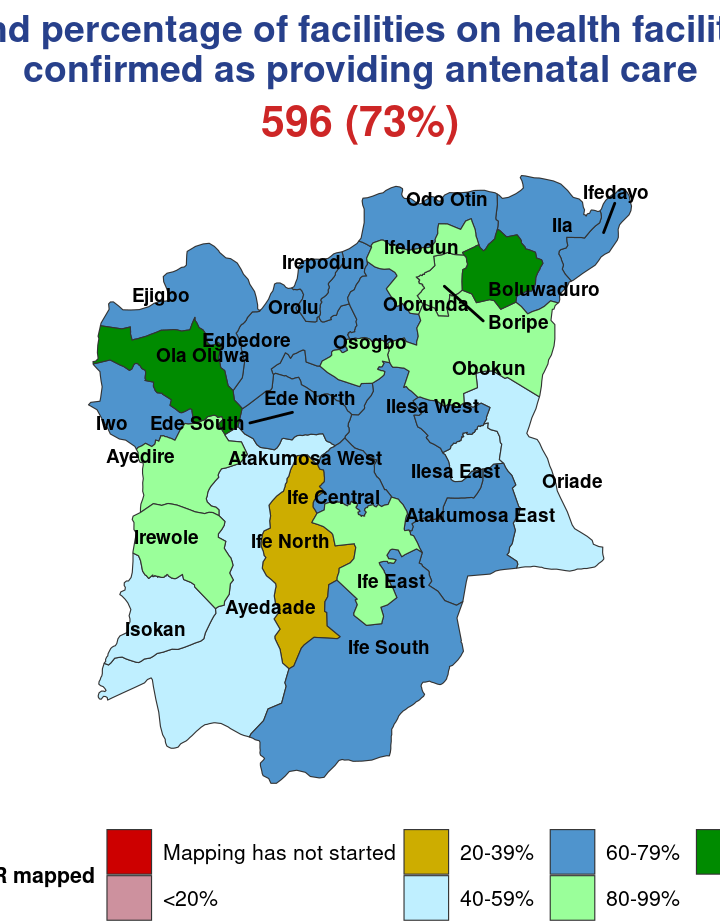 percentage of facilities on health
confirmed as providing antenatal care
596 (73%)
Ifedayo
Odo Otin
Ila
Ifelodun
Irepodun
Boluwaduro
Ejigbo
Orolu
Olorunda
Boripe
Egbedore
Osogbo
Ola Oluwa
Obokun
Ede North
Ilesa West
Iwo
Ede South
Ayedire
Atakumosa West
Ilesa East
Oriade
Ife Central
Atakumosa East
Irewole
Ife North
Ife East
Ayedaade
Isokan
Ife South
Mapping has not started
20-39%
60-79%
mapped
<20%
40-59%
80-99%